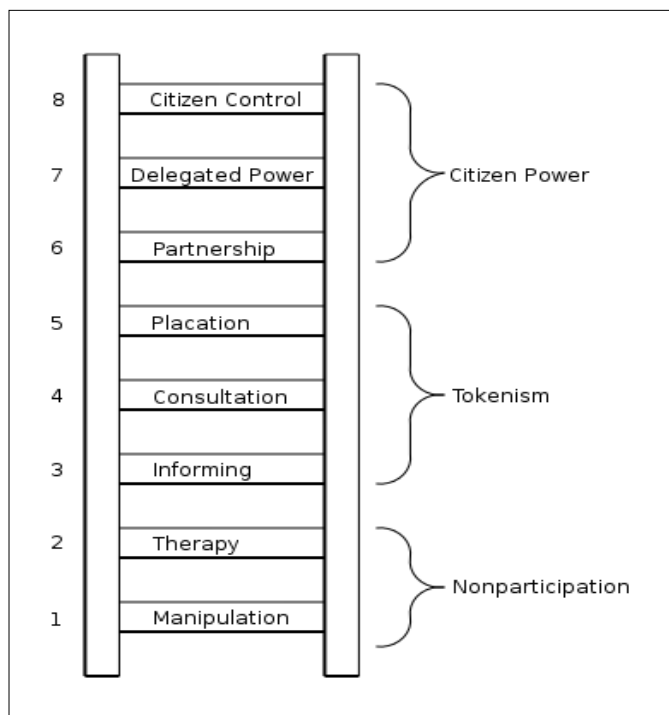 8 Citizen Control
7 Delegated Power
Citizen Power
6 Partnership
5 Placation
4 Consultation
Tokenism
3 Informing
2 Therapy
Nonparticipation
1 Manipulation